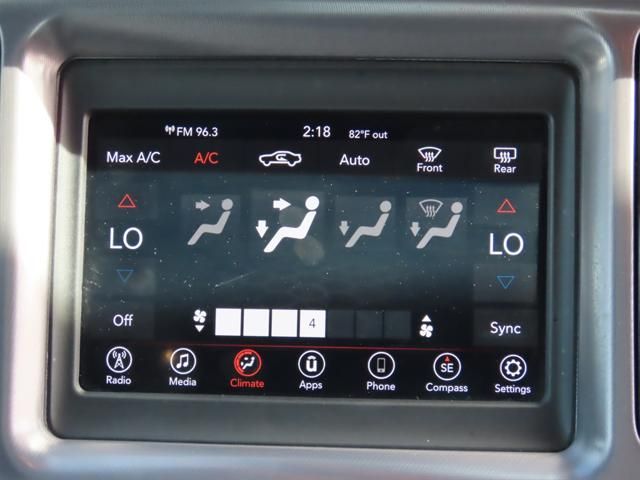 FM 96.3 2:18 82°F out
Max A/C A/C Auto Front Rear
LO LO
Off 4 Sync
Radio Media Climate Apps Phone SE Compass Settings